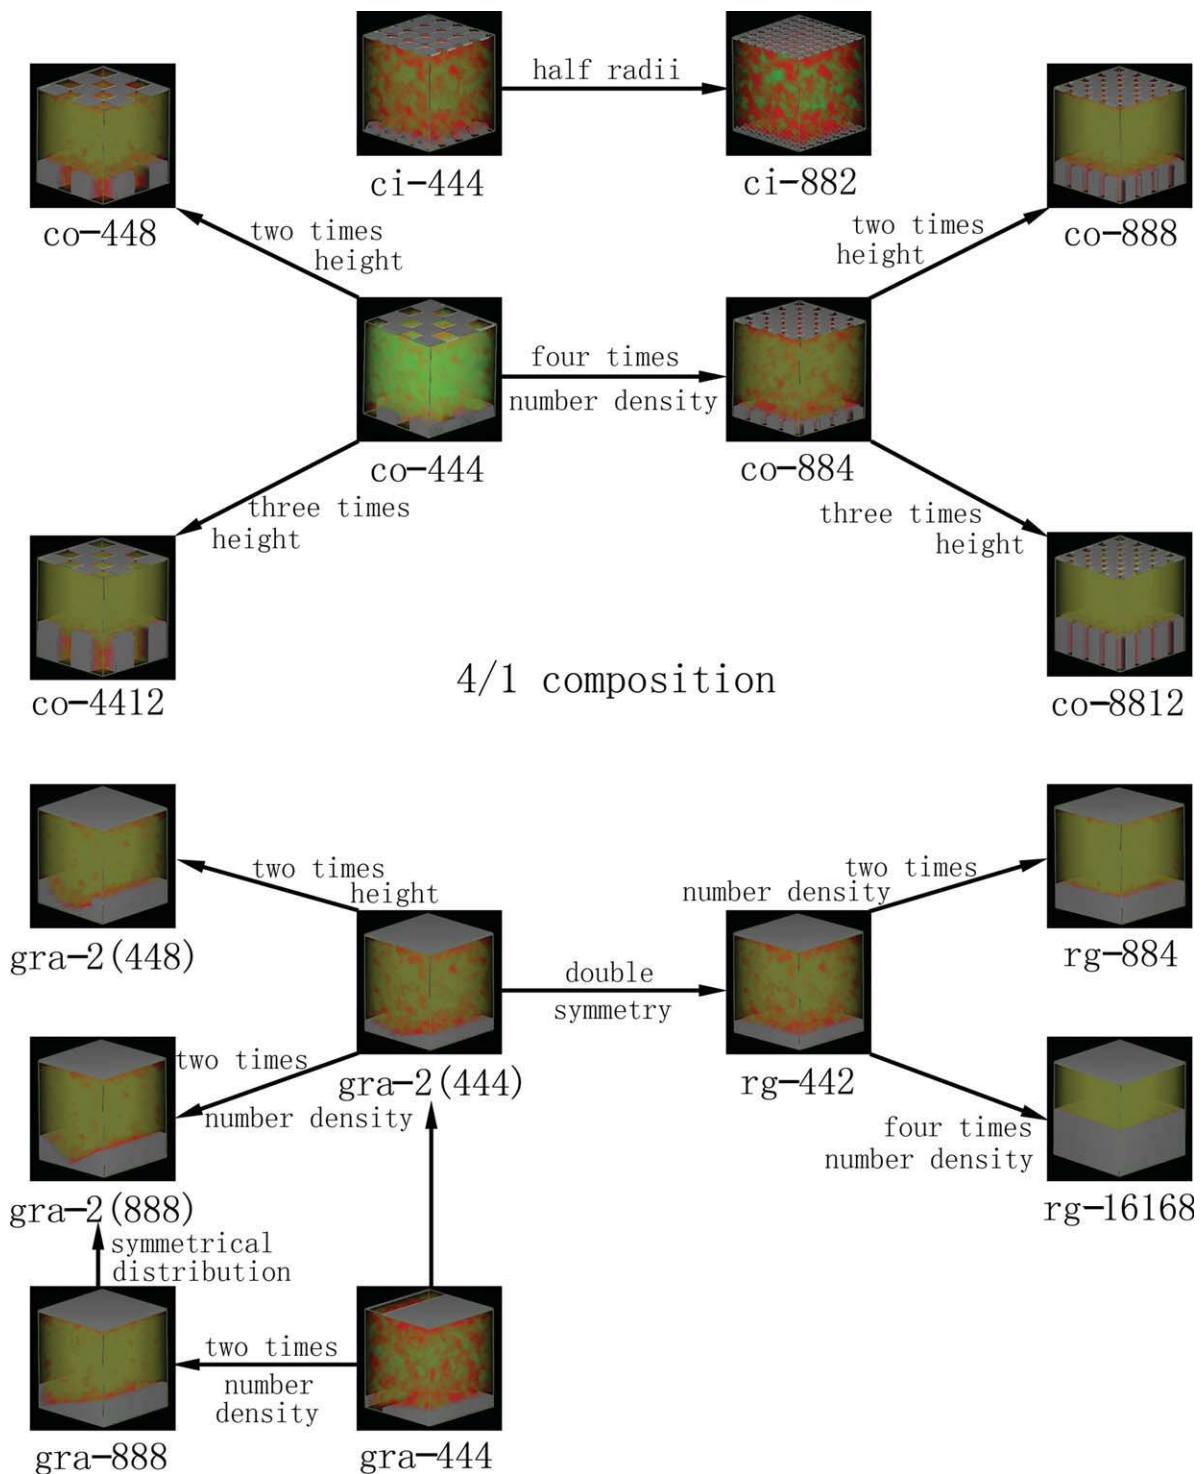 half radii
ci-444
ci-882
co-448
co-888
two times
height
two times
height
four times
number density
co-444
co-884
three times
height
three times
height
co-4412
co-8812
4/1 composition
two times
height
two times
number density
gra-2(448)
rg-884
double
symmetry
two times
number density
gra-2(444)
rg-442
four times
number density
gra-2(888)
rg-16168
symmetrical
distribution
two times
number
density
gra-888
gra-444